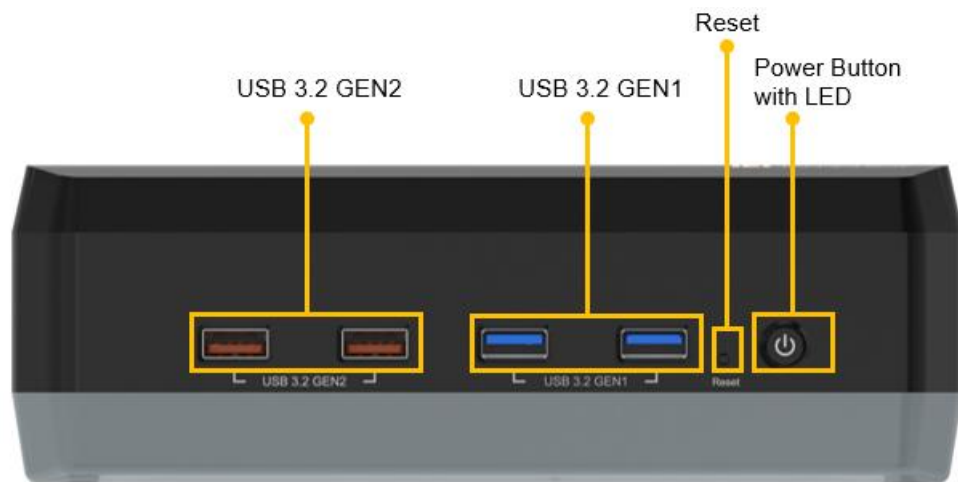 Reset
USB 3.2 GEN2
USB 3.2 GEN1
Power Button
with LED
USB 3.2 GEN2
USB 3.2 GEN1
Reset